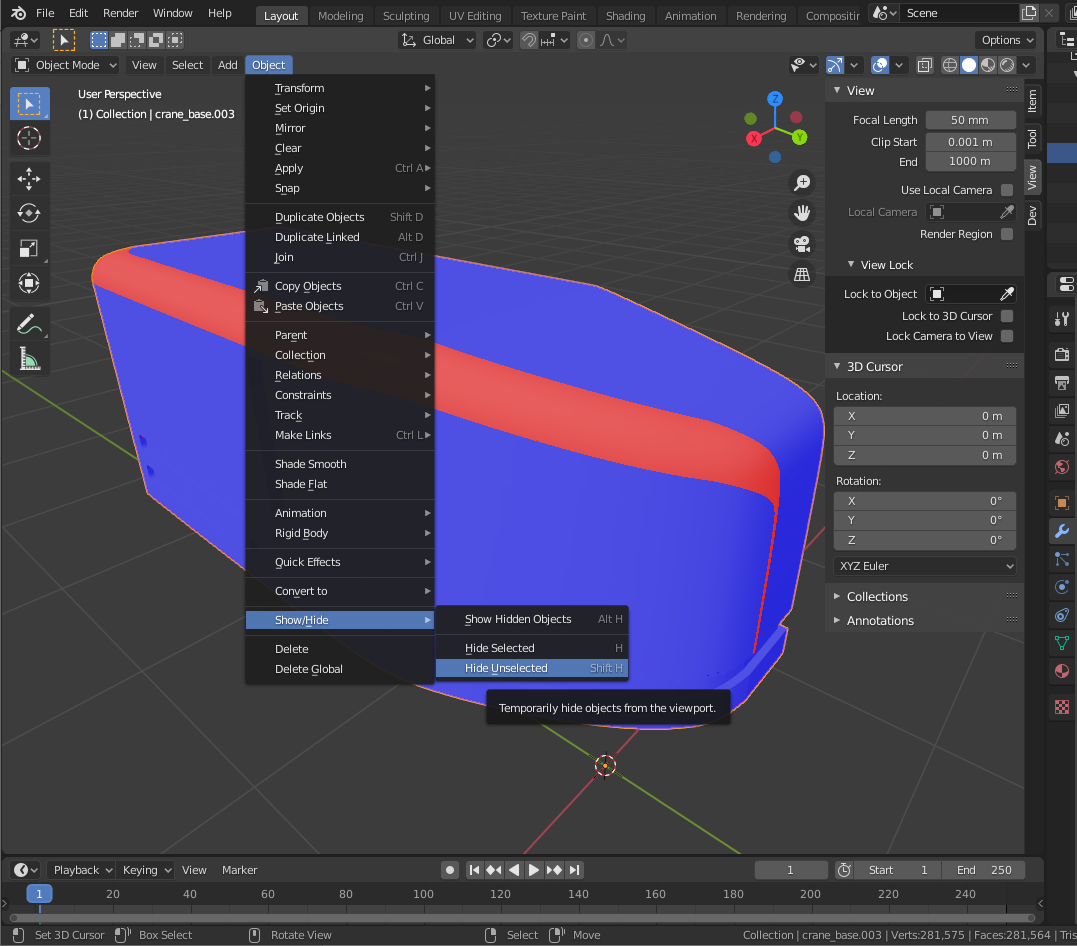 File Edit Render Window Help Layout Modeling Sculpting UV Editing Texture Paint Shading Animation Rendering Compositin Scene
Global Options
Object Mode View Select Add Object
User Perspective
(1) Collection | crane_base.003
Transform
Set Origin
Mirror
Clear
Apply Ctrl A
Snap
Duplicate Objects Shift D
Duplicate Linked Alt D
Join Ctrl J
Copy Objects Ctrl C
Paste Objects Ctrl V
Parent
Collection
Relations
Constraints
Track
Make Links Ctrl L
Shade Smooth
Shade Flat
Animation
Rigid Body
Quick Effects
Convert to
Show/Hide
Delete
Delete Global
Show Hidden Objects Alt H
Hide Selected H
Hide Unselected Shift H
Temporarily hide objects from the viewport.
Z
X
Y
View
Focal Length 50 mm
Clip Start 0.001 m
End 1000 m
Use Local Camera
Local Camera
Render Region
View Lock
Lock to Object
Lock to 3D Cursor
Lock Camera to View
3D Cursor
Location:
X 0 m
Y 0 m
Z 0 m
Rotation:
X 0°
Y 0°
Z 0°
XYZ Euler
Collections
Annotations
Item
Tool
View
Dev
Playback Keying View Marker 1 Start 1 End 250
1 20 40 60 80 100 120 140 160 180 200 220 240
Set 3D Cursor Box Select Rotate View Select Move Collection | crane_base.003 | Verts:281,575 | Faces:281,564 | Tris